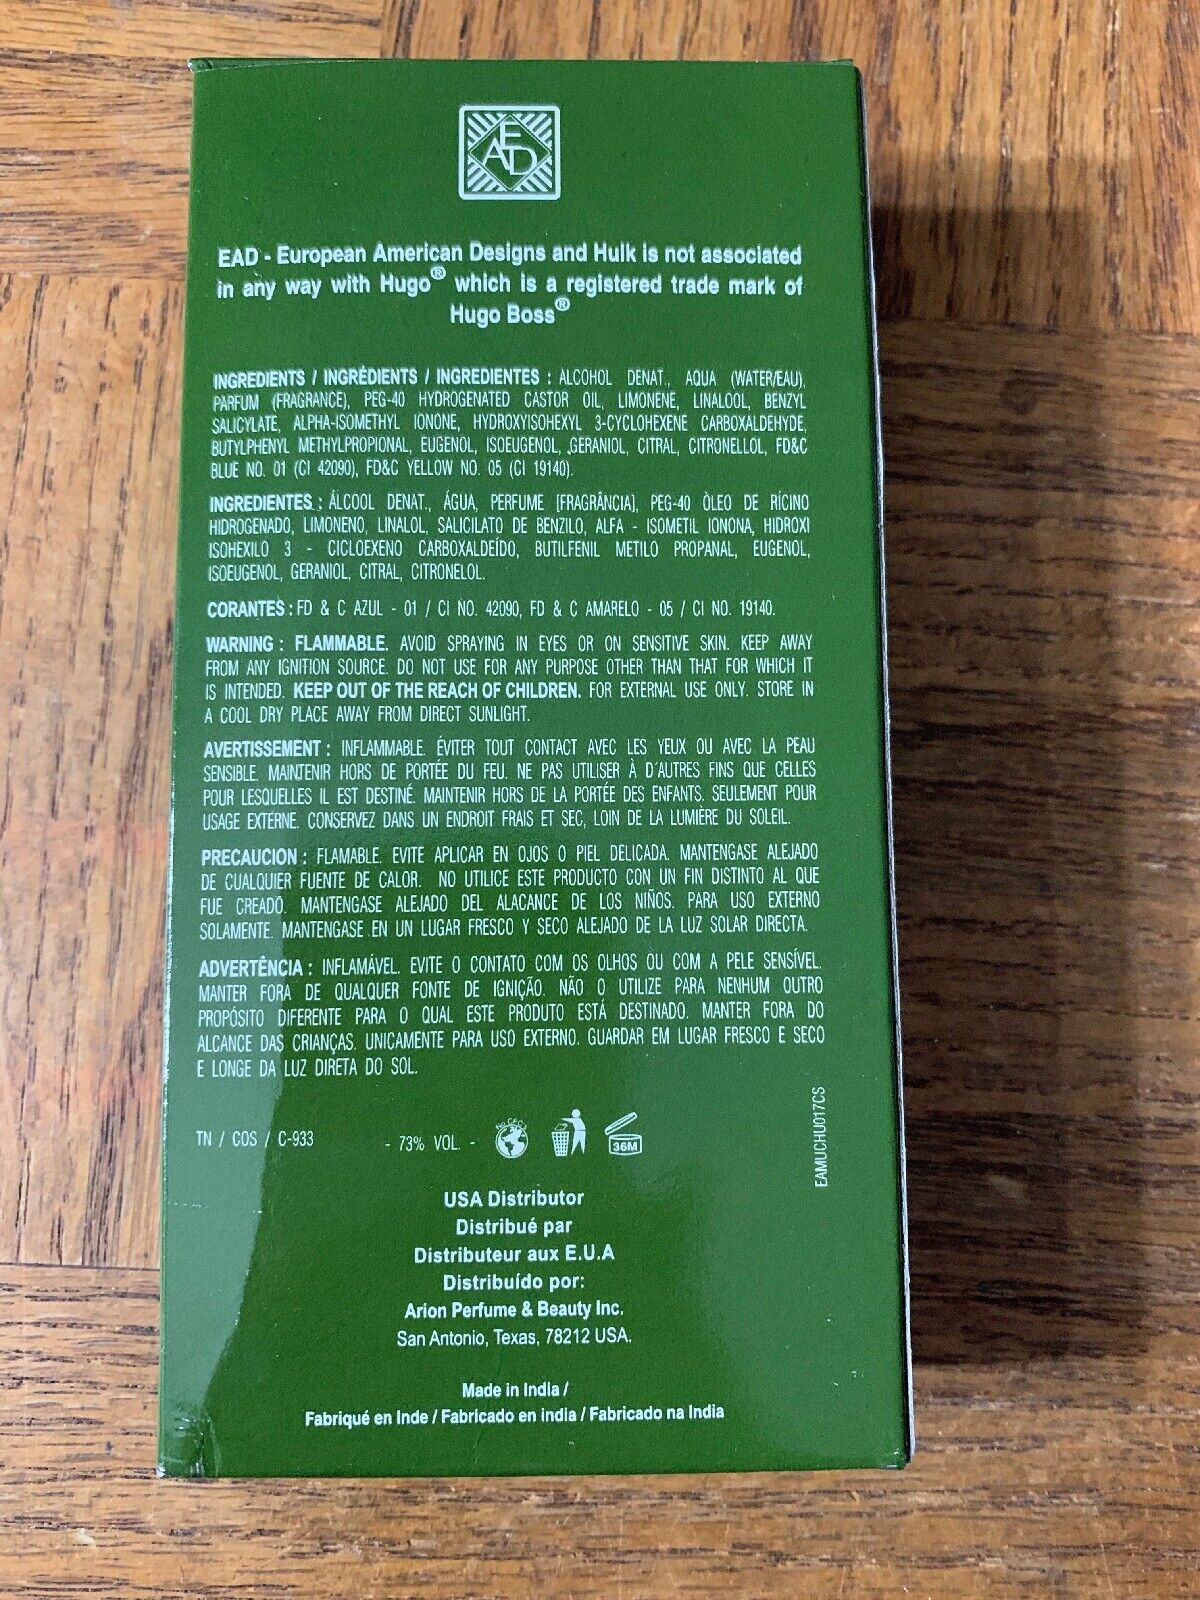 EAD
EAD - European American Designs and Hulk is not associated
in any way with Hugo® which is a registered trade mark of
Hugo Boss®
INGREDIENTS / INGRÉDIENTS / INGREDIENTES : ALCOHOL DENAT., AQUA (WATER/EAU),
PARFUM (FRAGRANCE), PEG-40 HYDROGENATED CASTOR OIL, LIMONENE, LINALOOL, BENZYL
SALICYLATE, ALPHA-ISOMETHYL IONONE, HYDROXYISOHEXYL 3-CYCLOHEXENE CARBOXALDEHYDE,
BUTYLPHENYL METHYLPROPIONAL, EUGENOL, ISOEUGENOL, GERANIOL, CITRAL, CITRONELLOL, FD&C
BLUE NO. 01 (CI 42090), FD&C YELLOW NO. 05 (CI 19140).
INGREDIENTES : ÁLCOOL DENAT., ÁGUA, PERFUME [FRAGRÂNCIA], PEG-40 ÒLEO DE RÍCINO
HIDROGENADO, LIMONENO, LINALOL, SALICILATO DE BENZILO, ALFA - ISOMETIL IONONA, HIDROXI
ISOHEXILO 3 - CICLOEXENO CARBOXALDEÍDO, BUTILFENIL METILO PROPANAL, EUGENOL,
ISOEUGENOL, GERANIOL, CITRAL, CITRONELOL.
CORANTES : FD & C AZUL - 01 / CI NO. 42090, FD & C AMARELO - 05 / CI NO. 19140.
WARNING : FLAMMABLE. AVOID SPRAYING IN EYES OR ON SENSITIVE SKIN. KEEP AWAY
FROM ANY IGNITION SOURCE. DO NOT USE FOR ANY PURPOSE OTHER THAN THAT FOR WHICH IT
IS INTENDED. KEEP OUT OF THE REACH OF CHILDREN. FOR EXTERNAL USE ONLY. STORE IN
A COOL DRY PLACE AWAY FROM DIRECT SUNLIGHT.
AVERTISSEMENT : INFLAMMABLE. ÉVITER TOUT CONTACT AVEC LES YEUX OU AVEC LA PEAU
SENSIBLE. MAINTENIR HORS DE PORTÉE DU FEU. NE PAS UTILISER À D'AUTRES FINS QUE CELLES
POUR LESQUELLES IL EST DESTINÉ. MAINTENIR HORS DE LA PORTÉE DES ENFANTS. SEULEMENT POUR
USAGE EXTERNE. CONSERVEZ DANS UN ENDROIT FRAIS ET SEC, LOIN DE LA LUMIÈRE DU SOLEIL.
PRECAUCION : FLAMABLE. EVITE APLICAR EN OJOS O PIEL DELICADA. MANTENGASE ALEJADO
DE CUALQUIER FUENTE DE CALOR. NO UTILICE ESTE PRODUCTO CON UN FIN DISTINTO AL QUE
FUE CREADO. MANTENGASE ALEJADO DEL ALACANCE DE LOS NIÑOS. PARA USO EXTERNO
SOLAMENTE. MANTENGASE EN UN LUGAR FRESCO Y SECO ALEJADO DE LA LUZ SOLAR DIRECTA.
ADVERTÊNCIA : INFLAMÁVEL. EVITE O CONTATO COM OS OLHOS OU COM A PELE SENSÍVEL.
MANTER FORA DE QUALQUER FONTE DE IGNIÇÃO. NÃO O UTILIZE PARA NENHUM OUTRO
PROPÓSITO DIFERENTE PARA O QUAL ESTE PRODUTO ESTÁ DESTINADO. MANTER FORA DO
ALCANCE DAS CRIANÇAS. UNICAMENTE PARA USO EXTERNO. GUARDAR EM LUGAR FRESCO E SECO
E LONGE DA LUZ DIRETA DO SOL.
EAMUCHU017CS
TN / COS / C-933 - 73% VOL. - 36M
USA Distributor
Distribué par
Distributeur aux E.U.A
Distribuído por:
Arion Perfume & Beauty Inc.
San Antonio, Texas, 78212 USA.
Made in India /
Fabriqué en Inde / Fabricado en india / Fabricado na India